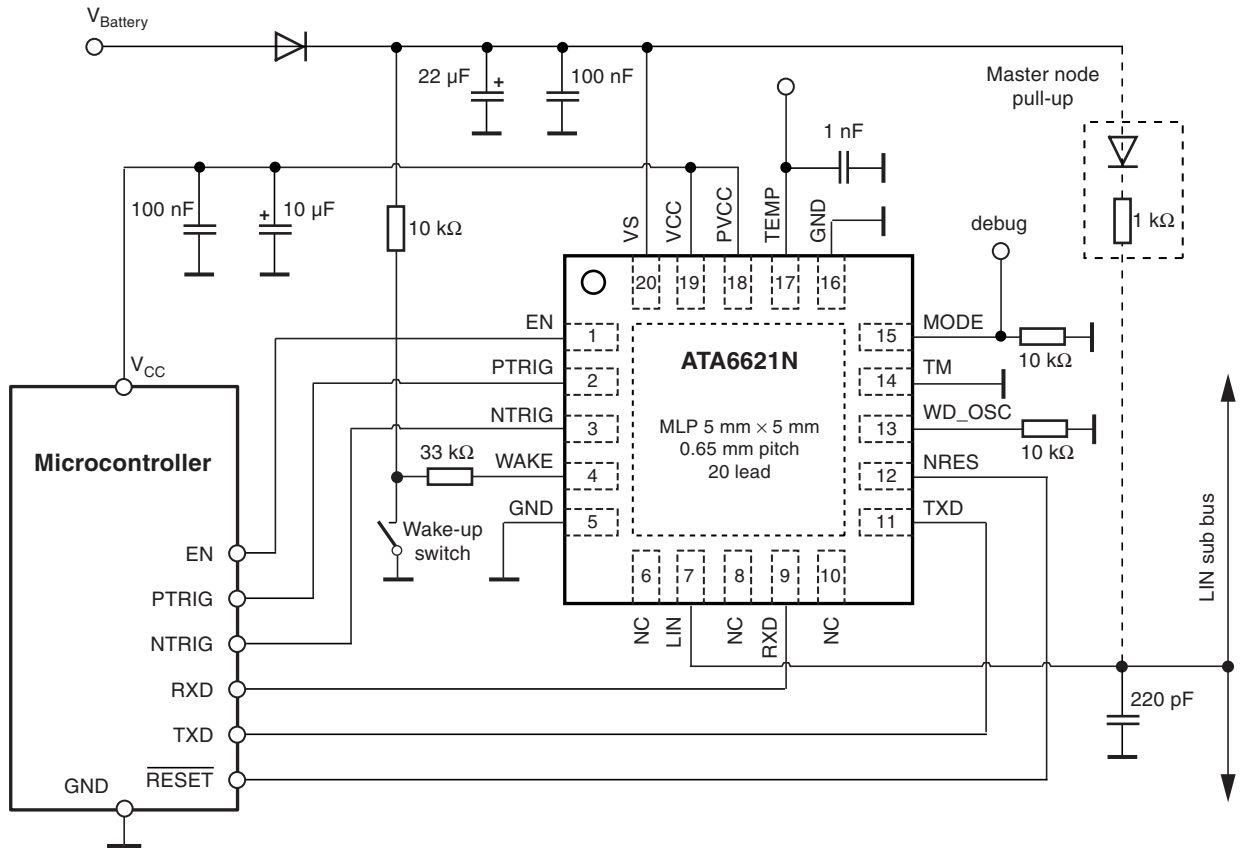 V_Battery
22 µF
+
100 nF
Master node
pull-up
1 nF
100 nF
+
10 µF
10 kΩ
VS
VCC
PVCC
TEMP
GND
debug
1 kΩ
20
19
18
17
16
EN
1
PTRIG
2
NTRIG
3
33 kΩ
WAKE
4
GND
5
ATA6621N
MLP 5 mm × 5 mm
0.65 mm pitch
20 lead
15
MODE
10 kΩ
14
TM
13
WD_OSC
10 kΩ
12
NRES
11
TXD
6
7
8
9
10
NC
LIN
NC
RXD
NC
Wake-up
switch
V_CC
Microcontroller
EN
PTRIG
NTRIG
RXD
TXD
RESET
GND
220 pF
LIN sub bus